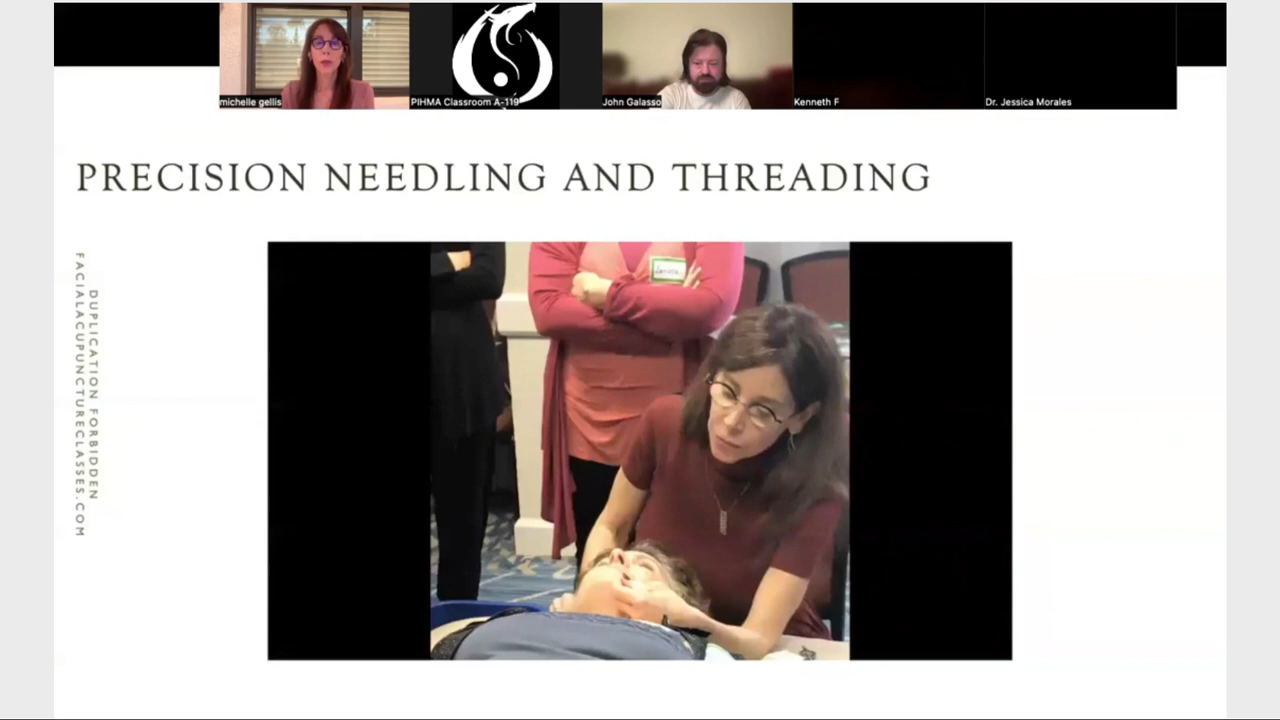 michelle gellis
PIHMA Classroom A-119
John Galasso
Kenneth F
Dr. Jessica Morales
PRECISION NEEDLING AND THREADING
DUPLICATION FORBIDDEN
FACIALACUPUNCTURECLASSES.COM